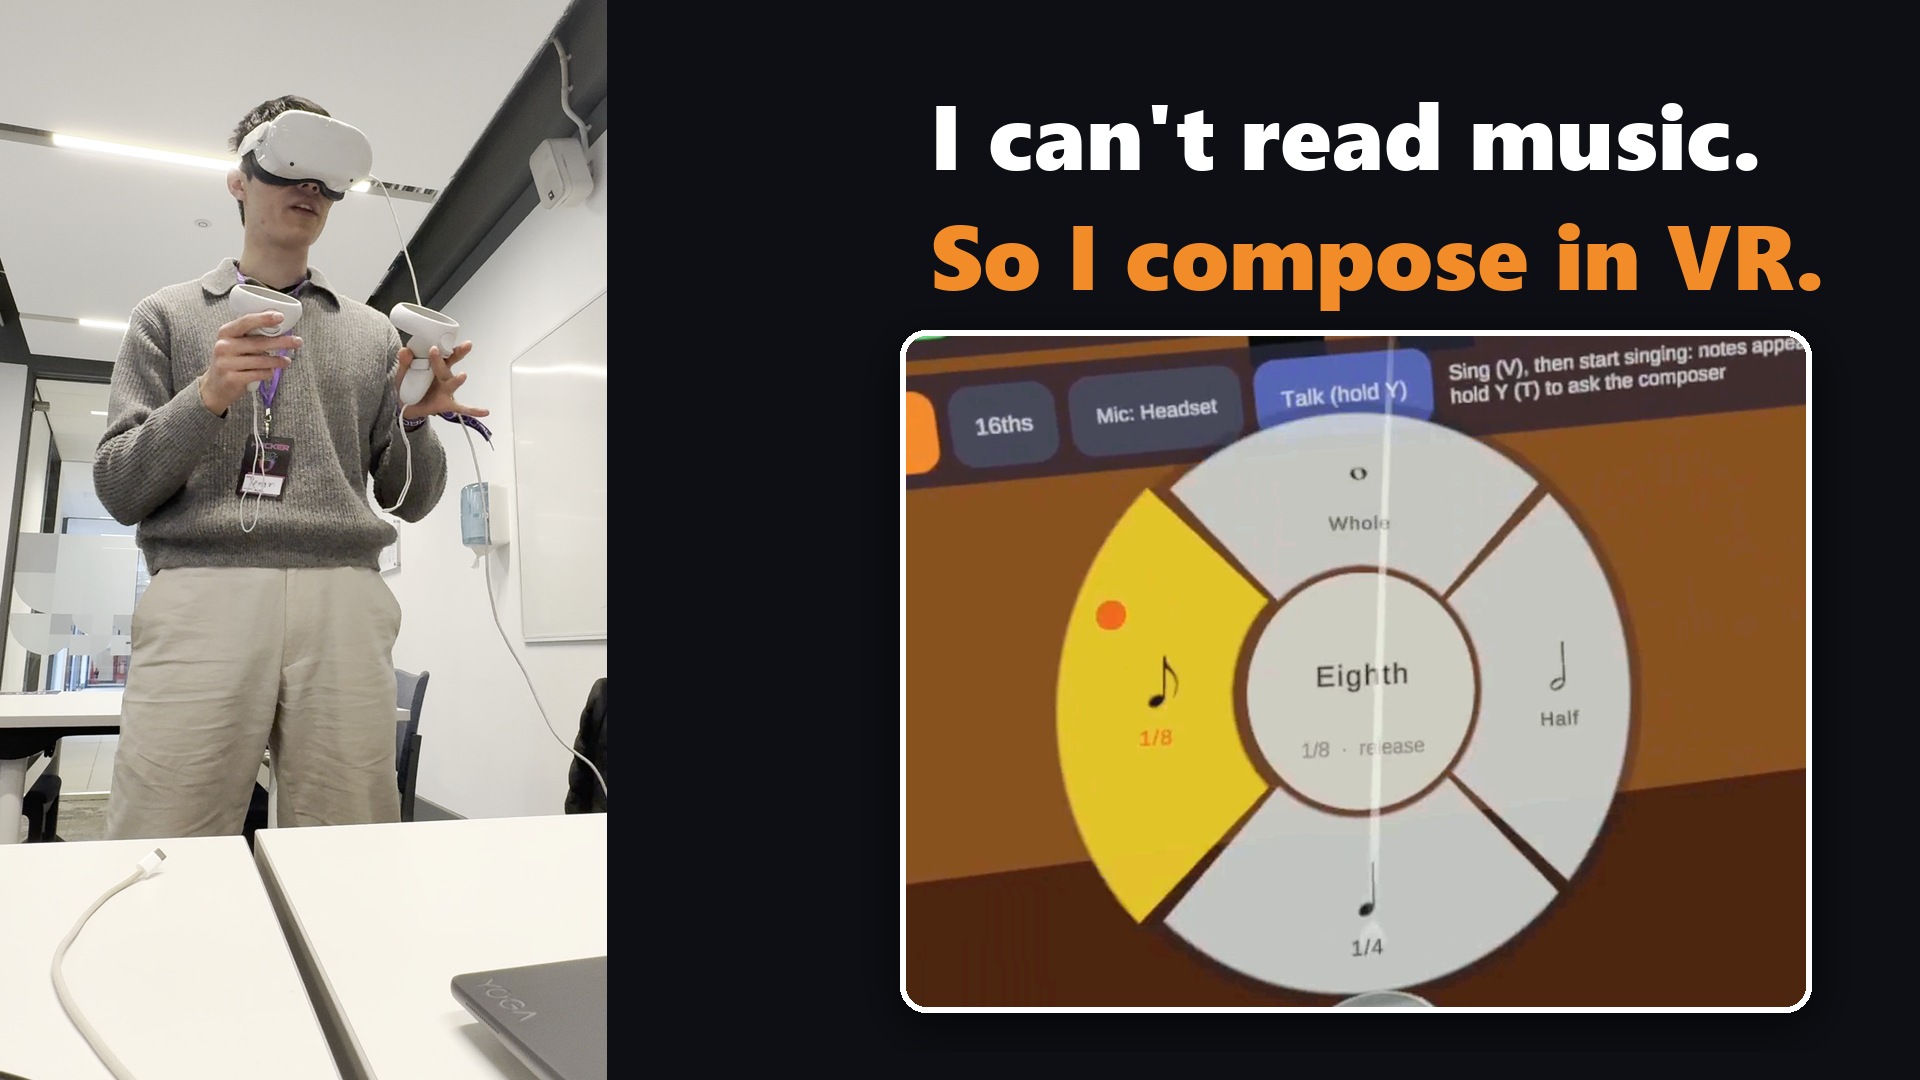 I can't read music.
So I compose in VR.
16ths
Mic: Headset
Talk (hold Y)
Sing (V), then start singing: notes appea
hold Y (T) to ask the composer
Whole
Eighth
1/8 · release
1/8
Half
1/4
HACKER
YOGA